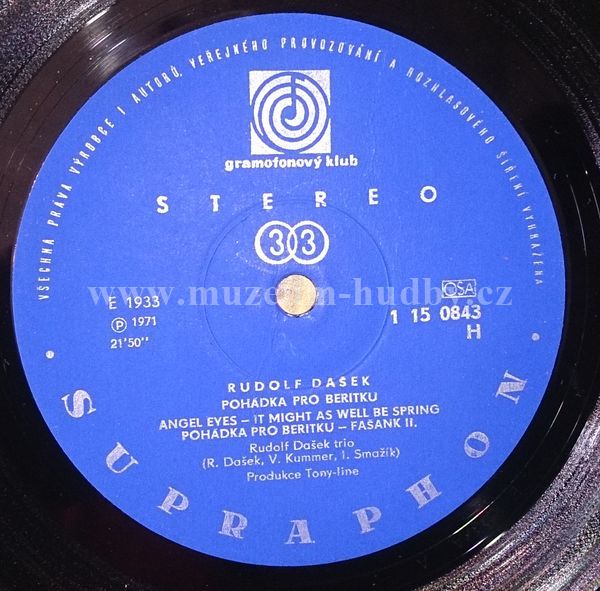 VŠECHNA PRÁVA VÝROBCE I AUTORŮ, VEŘEJNÉHO PROVOZOVÁNÍ A ROZHLASOVÉHO ŠÍŘENÍ VYHRAŽENA
gramofonový klub
STEREO
33
www.muzeum-hudby.cz
E 1933
OSA
Ⓟ 1971
1 15 0843
21'50''
H
RUDOLF DAŠEK
POHÁDKA PRO BERITKU
ANGEL EYES – IT MIGHT AS WELL BE SPRING
POHÁDKA PRO BERITKU – FAŠANK II.
Rudolf Dašek trio
(R. Dašek, V. Kummer, I. Smažík)
Produkce Tony-line
· SUPRAPHON ·